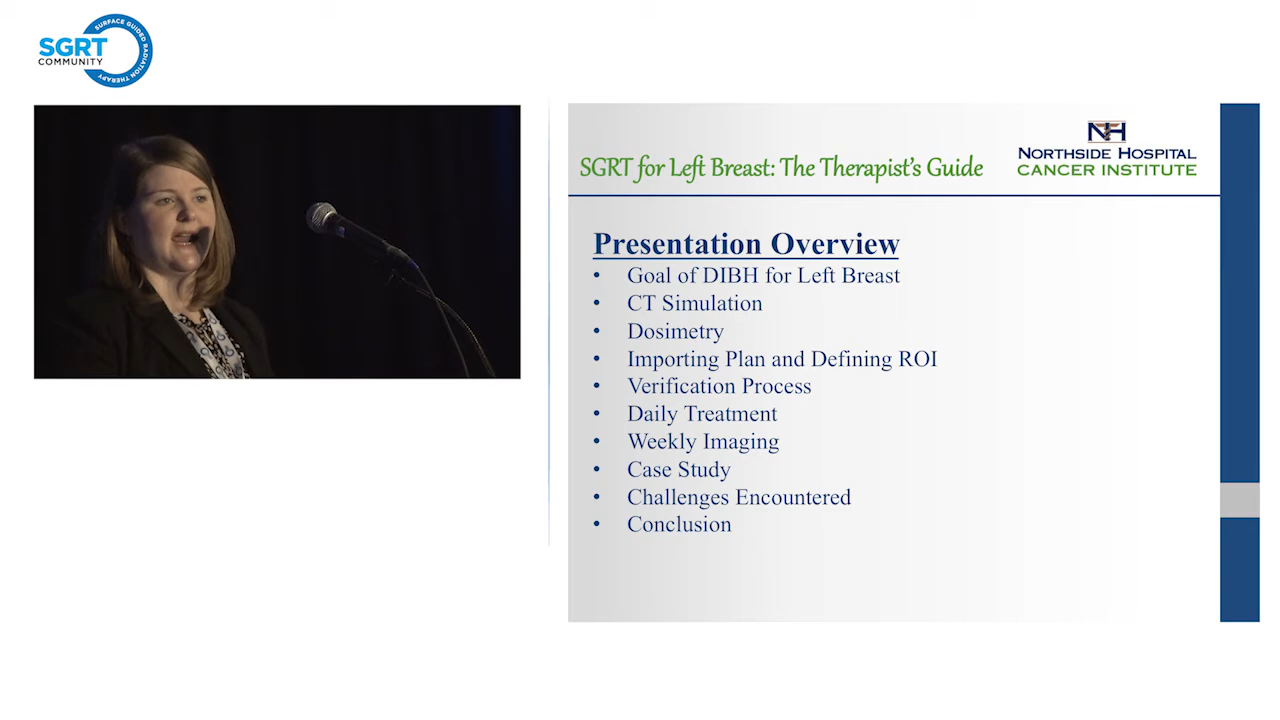 SURFACE GUIDED RADIATION THERAPY
SGRT
COMMUNITY
NH
NORTHSIDE HOSPITAL
CANCER INSTITUTE
SGRT for Left Breast: The Therapist's Guide
Presentation Overview
• Goal of DIBH for Left Breast
• CT Simulation
• Dosimetry
• Importing Plan and Defining ROI
• Verification Process
• Daily Treatment
• Weekly Imaging
• Case Study
• Challenges Encountered
• Conclusion